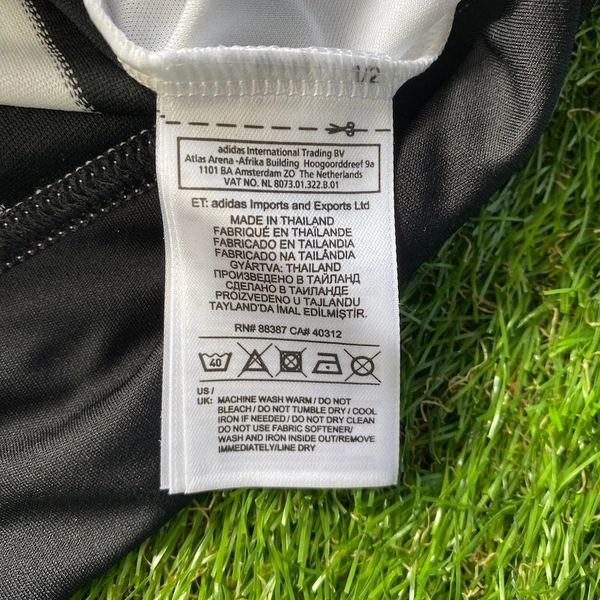 1/2
adidas International Trading BV
Atlas Arena -Afrika Building Hoogoorddreef 9a
1101 BA Amsterdam ZO The Netherlands
VAT NO. NL 8073.01.322.B.01
ET: adidas Imports and Exports Ltd
MADE IN THAILAND
FABRIQUÉ EN THAÏLANDE
FABRICADO EN TAILANDIA
FABRICADO NA TAILÂNDIA
GYÁRTVA: THAILAND
ПРОИЗВЕДЕНО В ТАЙЛАНД
СДЕЛАНО В ТАИЛАНДЕ
PROIZVEDENO U TAJLANDU
TAYLAND'DA İMAL EDİLMİŞTİR.
RN# 88387 CA# 40312
40
US /
UK: MACHINE WASH WARM / DO NOT
BLEACH / DO NOT TUMBLE DRY / COOL
IRON IF NEEDED / DO NOT DRY CLEAN
DO NOT USE FABRIC SOFTENER/
WASH AND IRON INSIDE OUT/REMOVE
IMMEDIATELY/LINE DRY